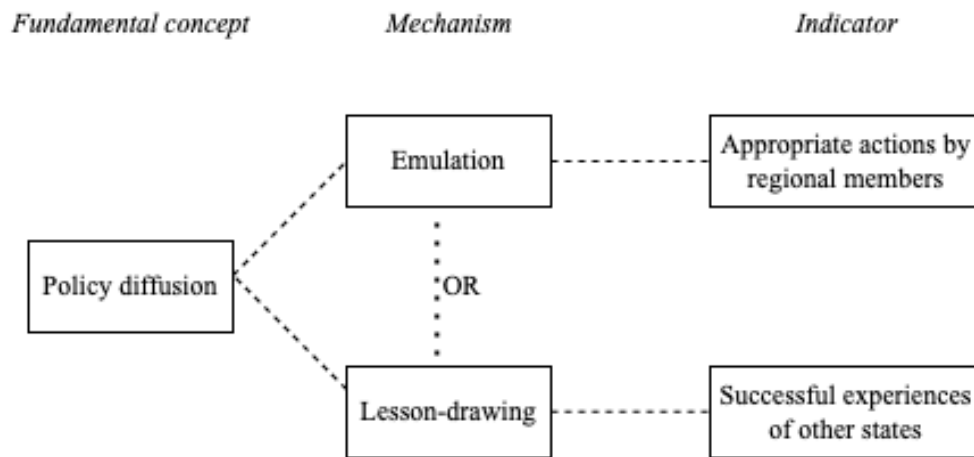 Fundamental concept
Mechanism
Indicator
Emulation
Appropriate actions by
regional members
Policy diffusion
OR
Lesson-drawing
Successful experiences
of other states